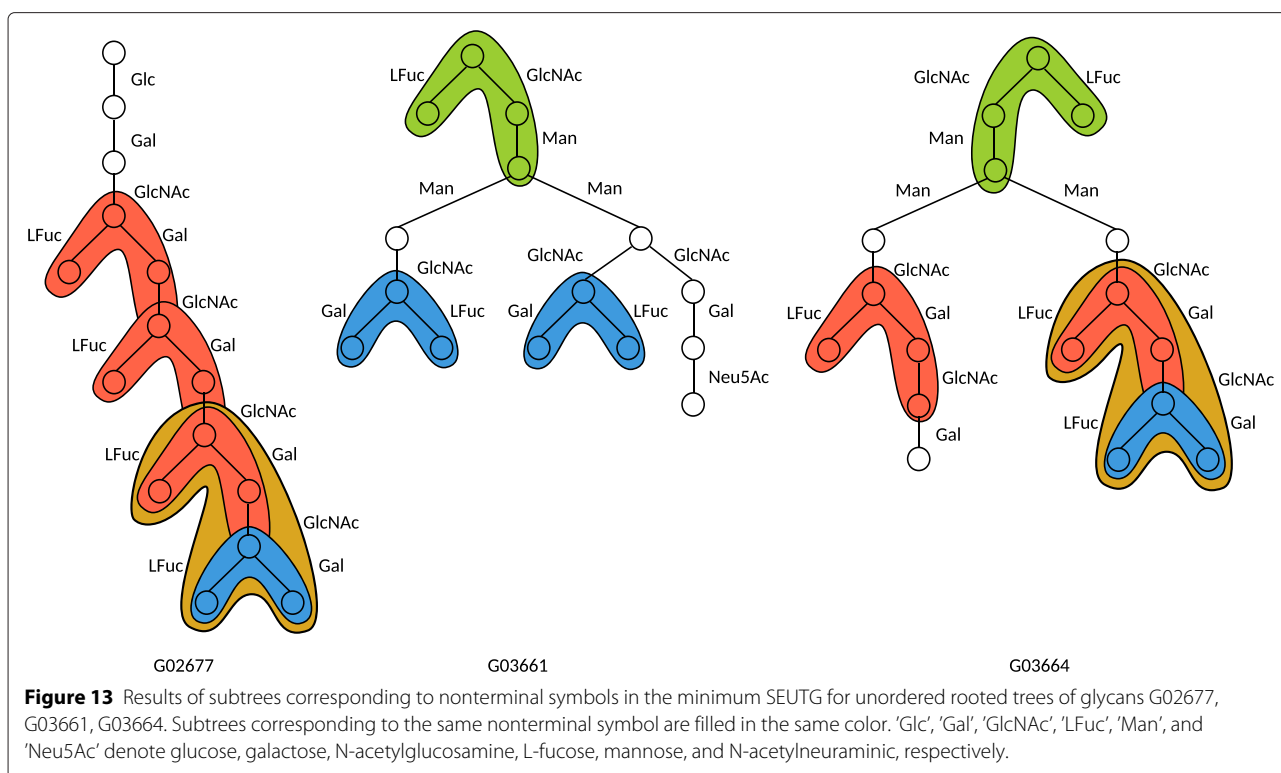 Glc
Gal
GlcNAc
LFuc
Gal
GlcNAc
LFuc
Gal
GlcNAc
LFuc
Gal
GlcNAc
LFuc
Gal
G02677
LFuc
GlcNAc
Man
Man
Man
GlcNAc
Gal
LFuc
GlcNAc
GlcNAc
Gal
LFuc
Gal
Neu5Ac
G03661
GlcNAc
LFuc
Man
Man
Man
GlcNAc
LFuc
Gal
GlcNAc
Gal
GlcNAc
LFuc
Gal
GlcNAc
LFuc
Gal
G03664
Figure 13 Results of subtrees corresponding to nonterminal symbols in the minimum SEUTG for unordered rooted trees of glycans G02677,
G03661, G03664. Subtrees corresponding to the same nonterminal symbol are filled in the same color. 'Glc', 'Gal', 'GlcNAc', 'LFuc', 'Man', and
'Neu5Ac' denote glucose, galactose, N-acetylglucosamine, L-fucose, mannose, and N-acetylneuraminic, respectively.